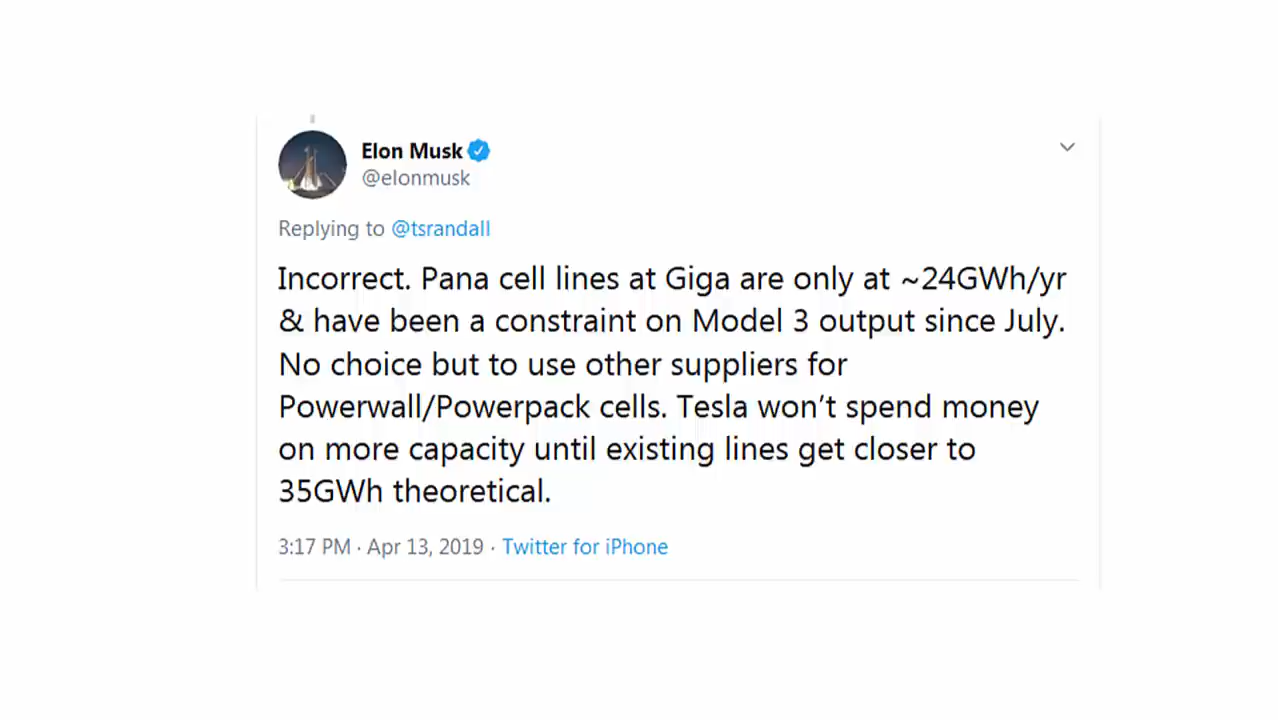 Elon Musk
@elonmusk
Replying to @tsrandall
Incorrect. Pana cell lines at Giga are only at ~24GWh/yr
& have been a constraint on Model 3 output since July.
No choice but to use other suppliers for
Powerwall/Powerpack cells. Tesla won’t spend money
on more capacity until existing lines get closer to
35GWh theoretical.
3:17 PM · Apr 13, 2019 · Twitter for iPhone